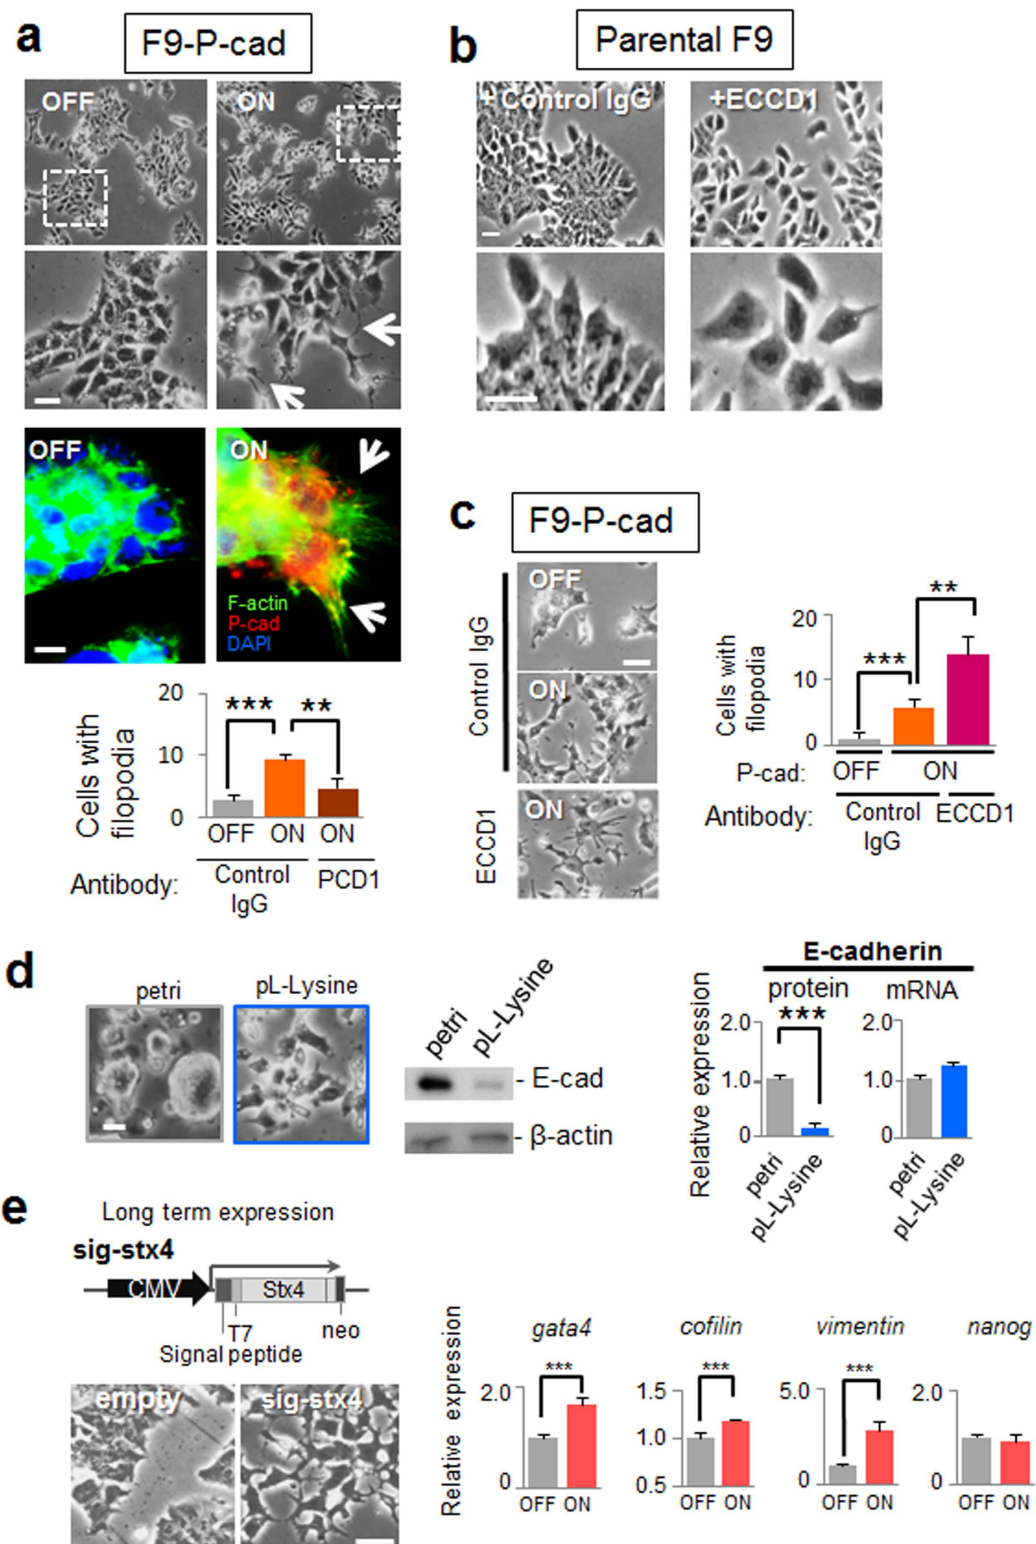 a
F9-P-cad
OFF
ON
OFF
ON
F-actin
P-cad
DAPI
20
10
0
Cells with
filopodia
***
**
OFF
ON
ON
Antibody:
Control
IgG
PCD1
b
Parental F9
+ Control IgG
+ECCD1
c
F9-P-cad
Control IgG
ECCD1
OFF
ON
ON
20
10
0
Cells with
filopodia
***
**
P-cad:
OFF
ON
Antibody:
Control
IgG
ECCD1
d
petri
pL-Lysine
petri
pL-Lysine
- E-cad
- β-actin
E-cadherin
protein
mRNA
Relative expression
2.0
1.0
0
***
petri
pL-Lysine
2.0
1.0
0
petri
pL-Lysine
e
Long term expression
sig-stx4
CMV
Stx4
T7
neo
Signal peptide
empty
sig-stx4
Relative expression
gata4
2.0
0
***
OFF ON
cofilin
1.5
1.0
0.5
***
OFF ON
vimentin
5.0
0
***
OFF ON
nanog
2.0
0
OFF ON